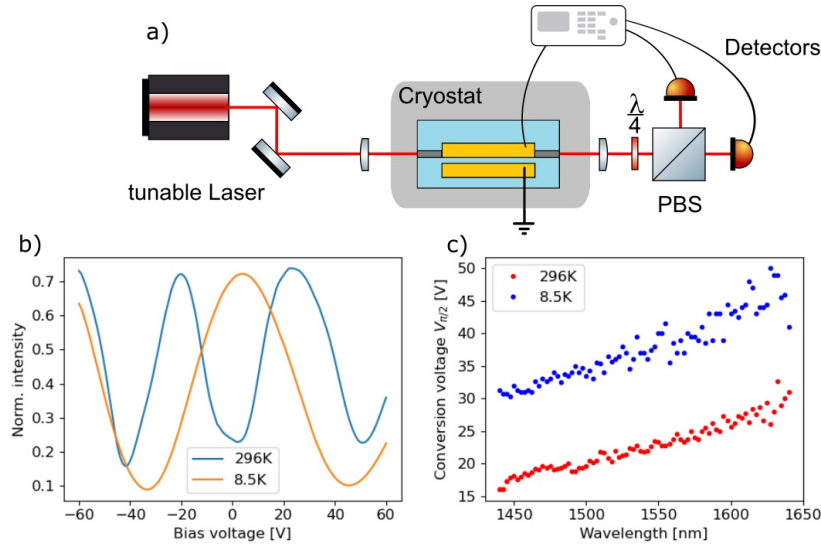 a)
Cryostat
Detectors
λ/4
tunable Laser
PBS
b)
Norm. intensity
0.7
0.6
0.5
0.4
0.3
0.2
0.1
296K
8.5K
−60 −40 −20 0 20 40 60
Bias voltage [V]
c)
Conversion voltage Vπ/2 [V]
50
45
40
35
30
25
20
15
296K
8.5K
1450 1500 1550 1600 1650
Wavelength [nm]